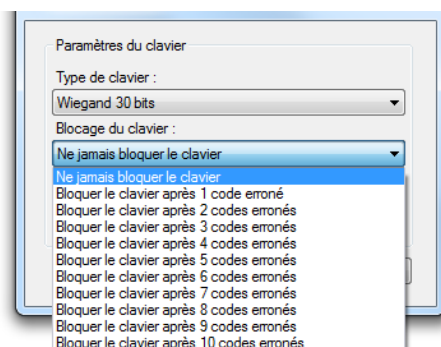 Paramètres du clavier
Type de clavier :
Wiegand 30 bits
Blocage du clavier :
Ne jamais bloquer le clavier
Ne jamais bloquer le clavier
Bloquer le clavier après 1 code erroné
Bloquer le clavier après 2 codes erronés
Bloquer le clavier après 3 codes erronés
Bloquer le clavier après 4 codes erronés
Bloquer le clavier après 5 codes erronés
Bloquer le clavier après 6 codes erronés
Bloquer le clavier après 7 codes erronés
Bloquer le clavier après 8 codes erronés
Bloquer le clavier après 9 codes erronés
Bloquer le clavier après 10 codes erronés